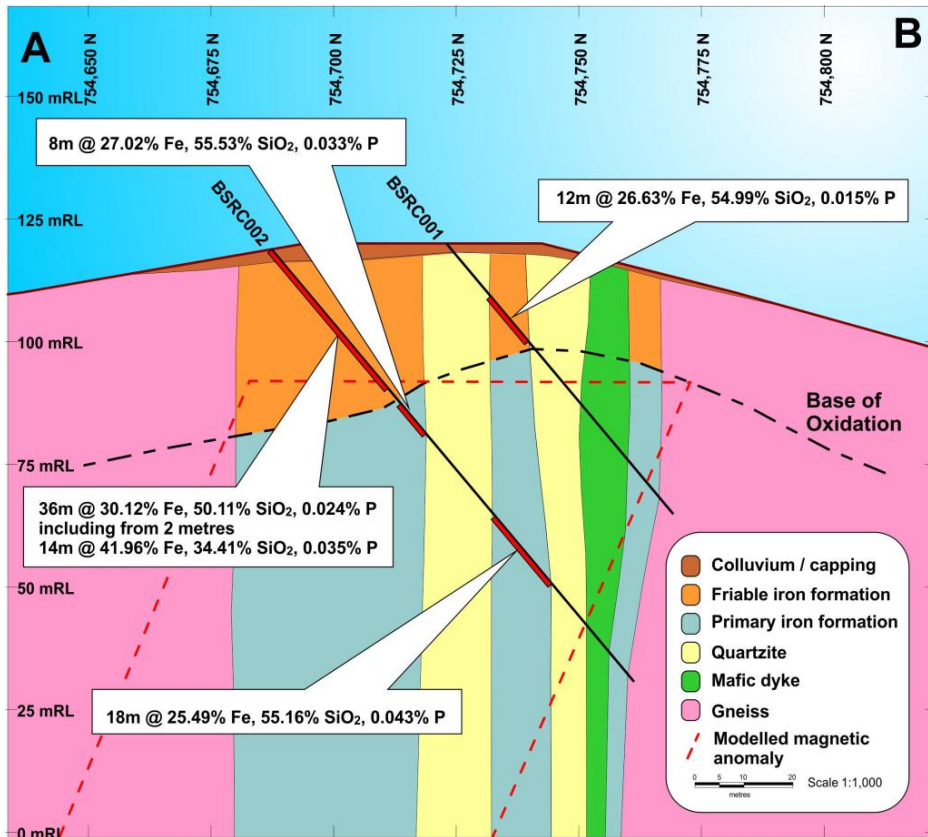 A
B
754,650 N
754,675 N
754,700 N
754,725 N
754,750 N
754,775 N
754,800 N
150 mRL
8m @ 27.02% Fe, 55.53% SiO₂, 0.033% P
BSRC002
BSRC001
12m @ 26.63% Fe, 54.99% SiO₂, 0.015% P
125 mRL
100 mRL
Base of
Oxidation
75 mRL
36m @ 30.12% Fe, 50.11% SiO₂, 0.024% P
including from 2 metres
14m @ 41.96% Fe, 34.41% SiO₂, 0.035% P
50 mRL
18m @ 25.49% Fe, 55.16% SiO₂, 0.043% P
25 mRL
0 mRL
Colluvium / capping
Friable iron formation
Primary iron formation
Quartzite
Mafic dyke
Gneiss
Modelled magnetic
anomaly
0 5 10 20
metres
Scale 1:1,000